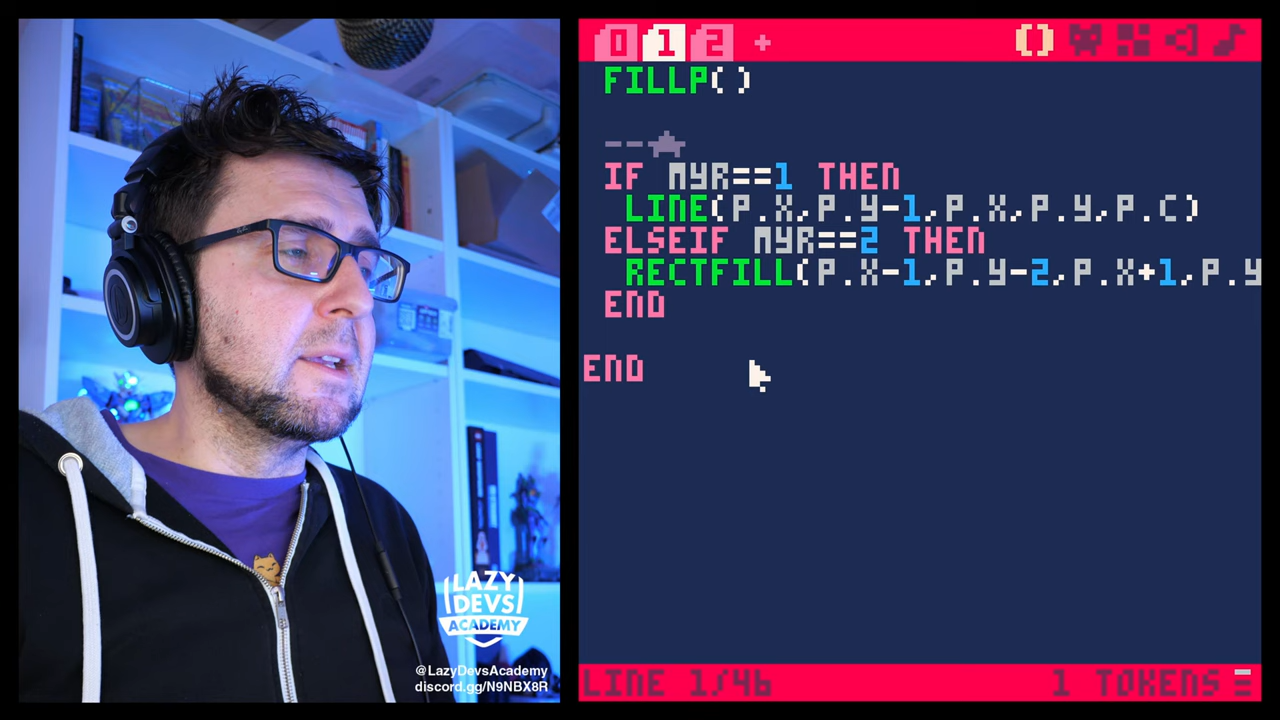 0 1 2 +
FILLP()
--
IF MYR==1 THEN
LINE(P.X,P.Y-1,P.X,P.Y,P.C)
ELSEIF MYR==2 THEN
RECTFILL(P.X-1,P.Y-2,P.X+1,P.Y
END
END
LINE 1/46
1 TOKENS
LAZY
DEVS
ACADEMY
@LazyDevsAcademy
discord.gg/N9NBX8R